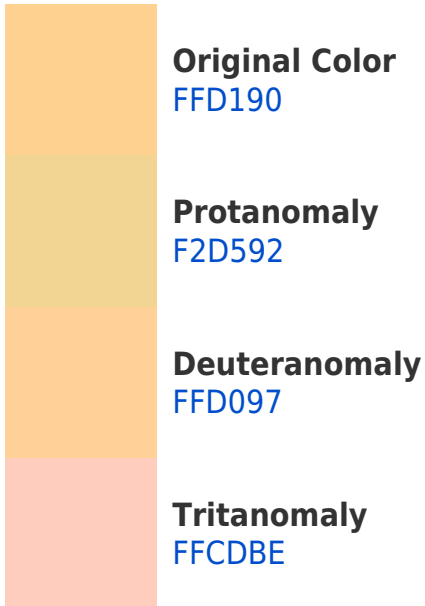 Original Color
FFD190
Protanomaly
F2D592
Deuteranomaly
FFD097
Tritanomaly
FFCDBE